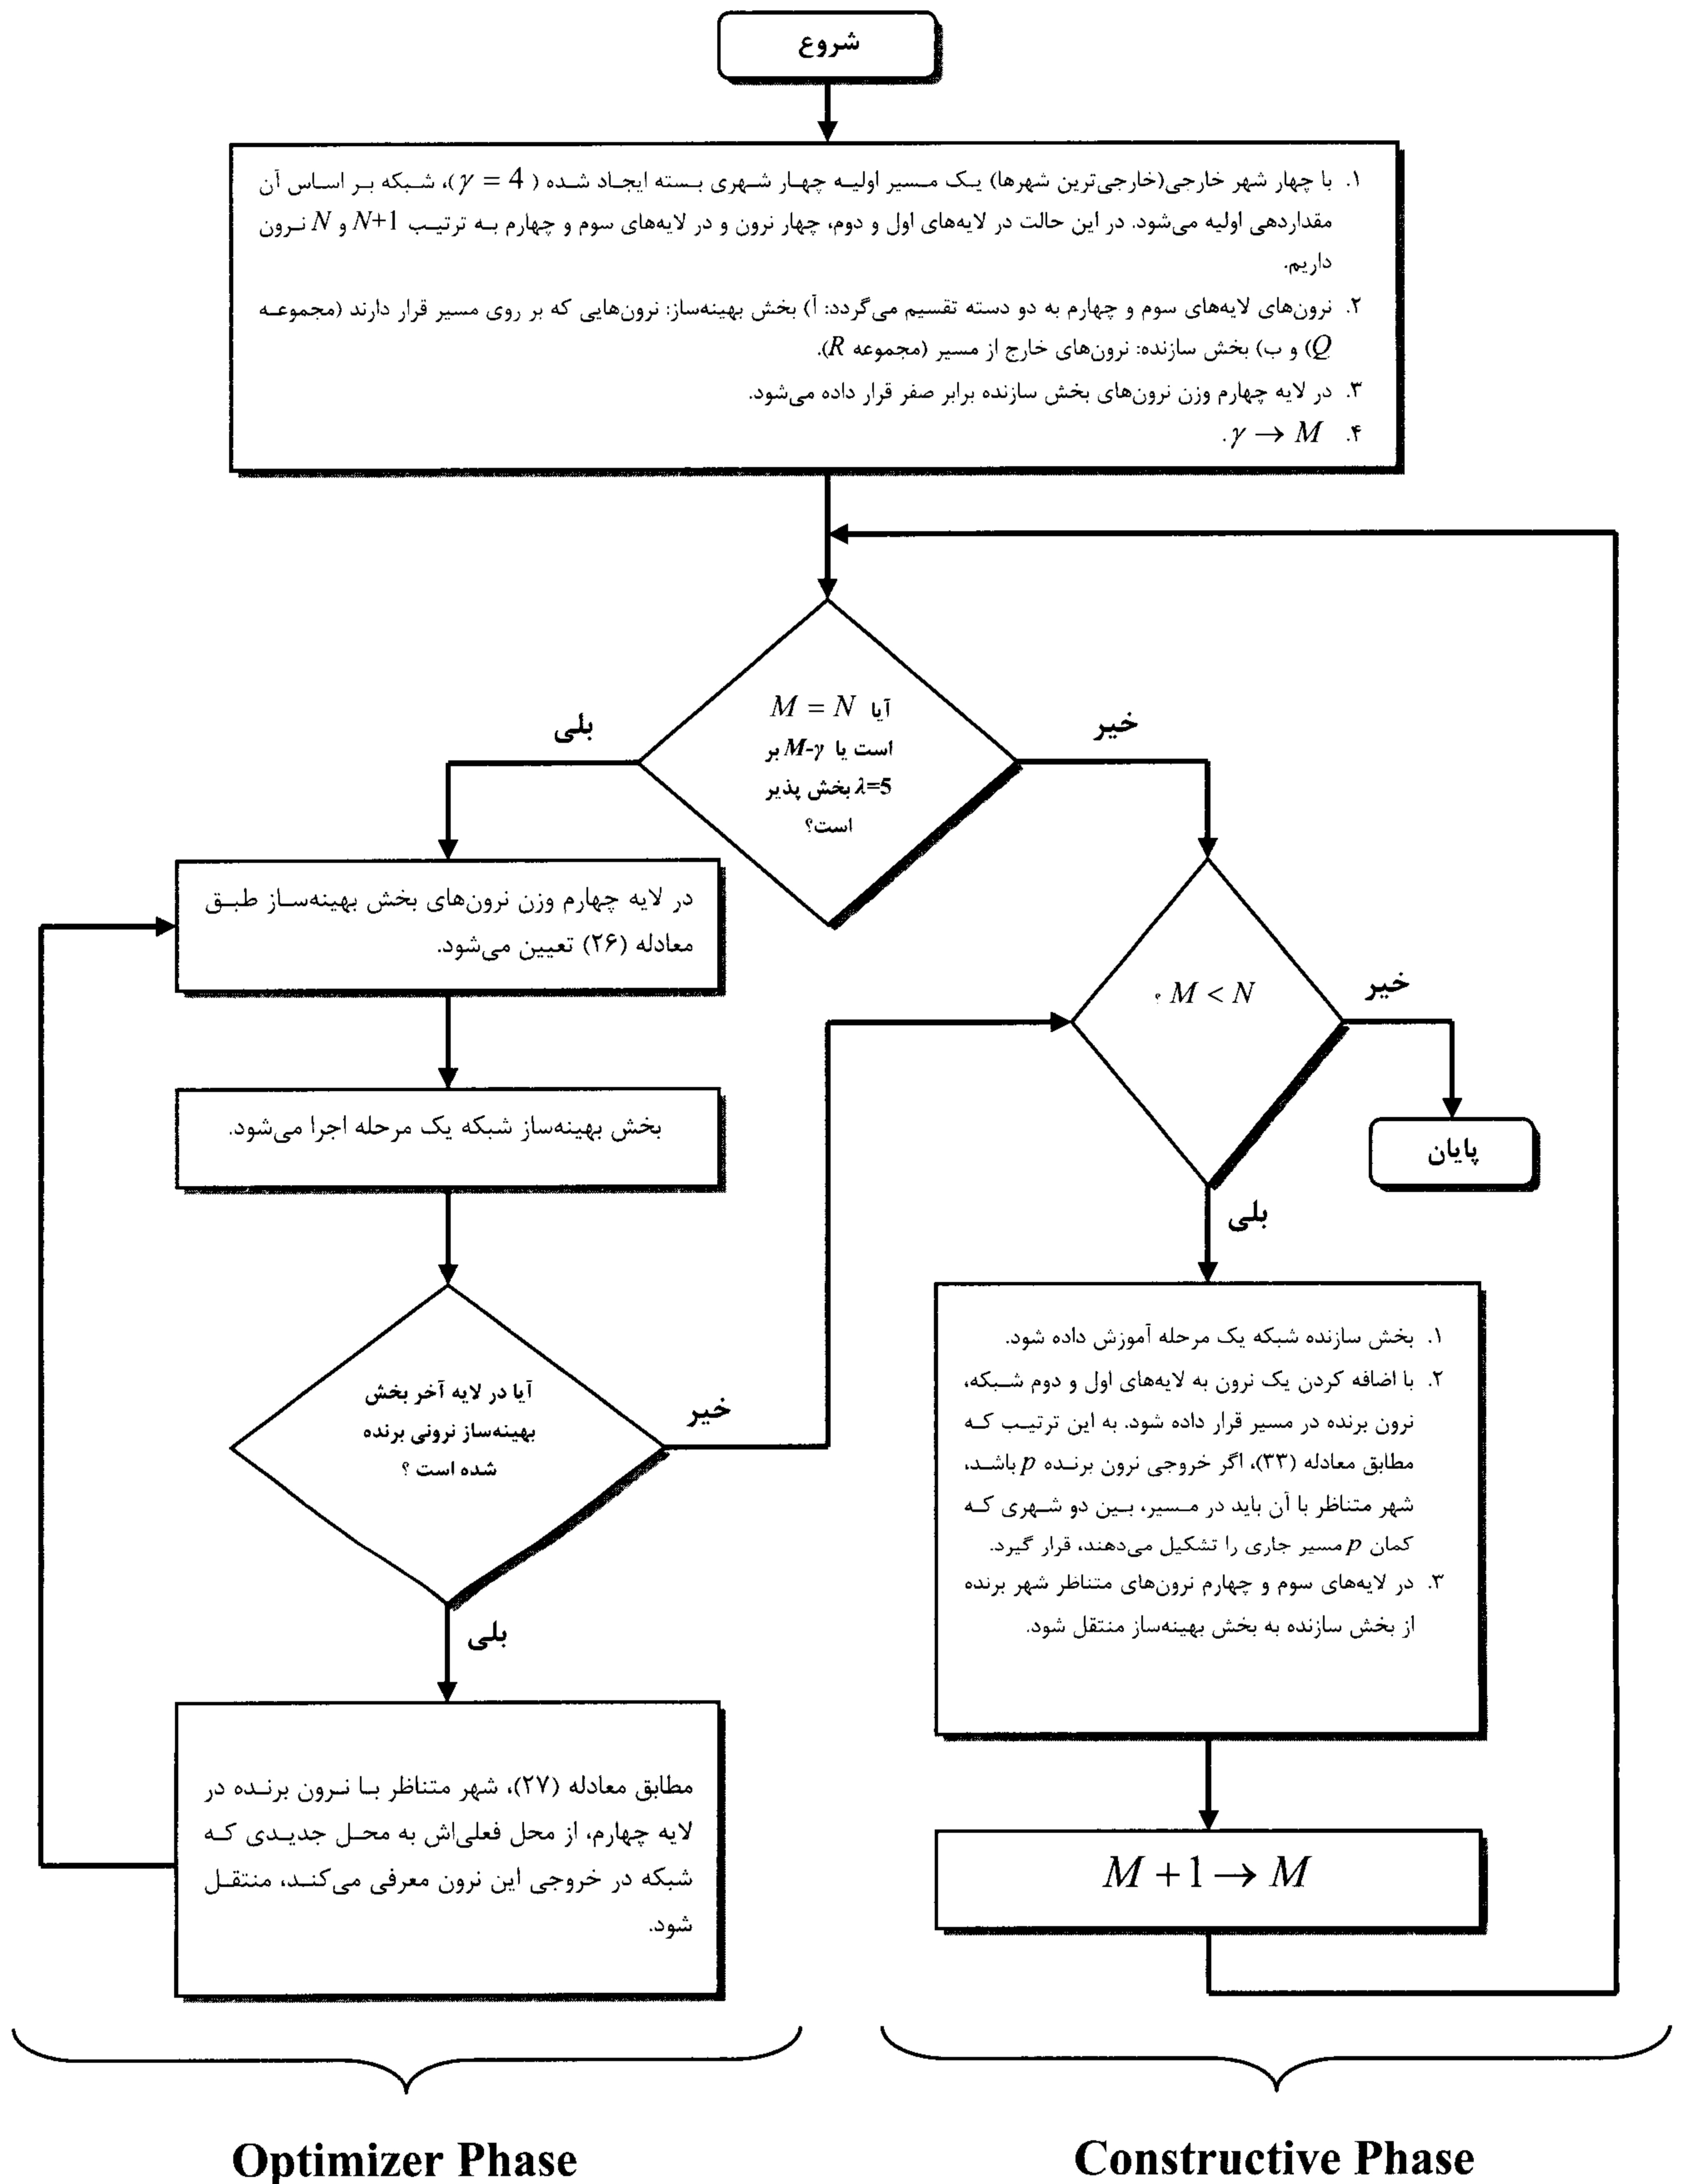 شروع
۱. با چهار شهر خارجی(خارجی‌ترین شهرها) یک مسیر اولیه چهار شهری بسته ایجاد شده (γ = 4)، شبکه بر اساس آن
مقداردهی اولیه می‌شود. در این حالت در لایه‌های اول و دوم، چهار نرون و در لایه‌های سوم و چهارم به ترتیب N+1 و N نرون
داریم.
۲. نرون‌های لایه‌های سوم و چهارم به دو دسته تقسیم می‌گردد: آ) بخش بهینه‌ساز: نرون‌هایی که بر روی مسیر قرار دارند (مجموعه
Q) و ب) بخش سازنده: نرون‌های خارج از مسیر (مجموعه R).
۳. در لایه چهارم وزن نرون‌های بخش سازنده برابر صفر قرار داده می‌شود.
۴. γ → M.
آیا M = N
است یا M-γ بر
λ=5 بخش پذیر
است؟
بلی
خیر
در لایه چهارم وزن نرون‌های بخش بهینه‌ساز طبق
معادله (۲۶) تعیین می‌شود.
M < N ؟
خیر
بخش بهینه‌ساز شبکه یک مرحله اجرا می‌شود.
پایان
بلی
آیا در لایه آخر بخش
بهینه‌ساز نرونی برنده
شده است ؟
خیر
بلی
۱. بخش سازنده شبکه یک مرحله آموزش داده شود.
۲. با اضافه کردن یک نرون به لایه‌های اول و دوم شبکه،
نرون برنده در مسیر قرار داده شود. به این ترتیب که
مطابق معادله (۳۳)، اگر خروجی نرون برنده p باشد،
شهر متناظر با آن باید در مسیر، بین دو شهری که
کمان p مسیر جاری را تشکیل می‌دهند، قرار گیرد.
۳. در لایه‌های سوم و چهارم نرون‌های متناظر شهر برنده
از بخش سازنده به بخش بهینه‌ساز منتقل شود.
مطابق معادله (۲۷)، شهر متناظر با نرون برنده در
لایه چهارم، از محل فعلی‌اش به محل جدیدی که
شبکه در خروجی این نرون معرفی می‌کند، منتقل
شود.
M + 1 → M
Optimizer Phase
Constructive Phase